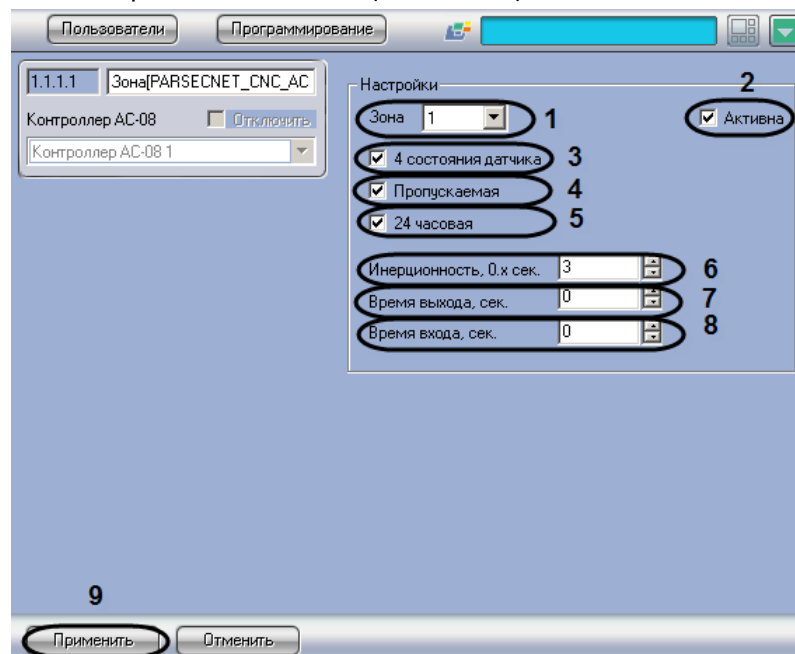 Пользователи Программирование
1.1.1.1 Зона[PARSECNET_CNC_AC
Контроллер AC-08 Отключить
Контроллер AC-08 1
Настройки
2
Зона 1 1 Активна
4 состояния датчика 3
Пропускаемая 4
24 часовая 5
Инерционность, 0.x сек. 3 6
Время выхода, сек. 0 7
Время входа, сек. 0 8
9
Применить Отменить